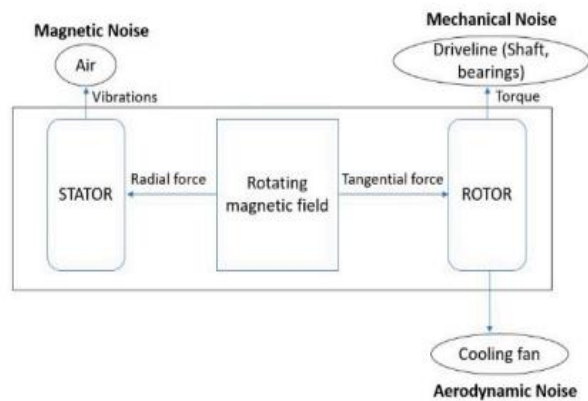 Magnetic Noise
Mechanical Noise
Air
Driveline (Shaft,
bearings)
Vibrations
Torque
STATOR
Radial force
Rotating
magnetic field
Tangential force
ROTOR
Cooling fan
Aerodynamic Noise